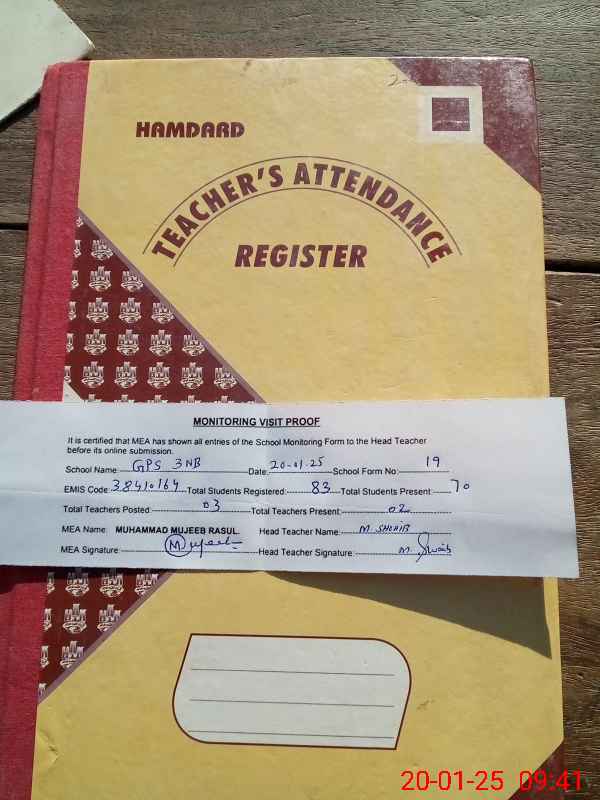 HAMDARD
TEACHER'S ATTENDANCE
REGISTER
MONITORING VISIT PROOF
It is certified that MEA has shown all entries of the School Monitoring Form to the Head Teacher
before its online submission.
School Name: GPS 3NB Date: 20-01-25 School Form No: 19
EMIS Code: 38410164 Total Students Registered: 83 Total Students Present: 70
Total Teachers Posted: 03 Total Teachers Present: 02
MEA Name: MUHAMMAD MUJEEB RASUL Head Teacher Name: M. SHOAIB
MEA Signature: Mujeeb Head Teacher Signature: M. Shoaib
20-01-25 09:41